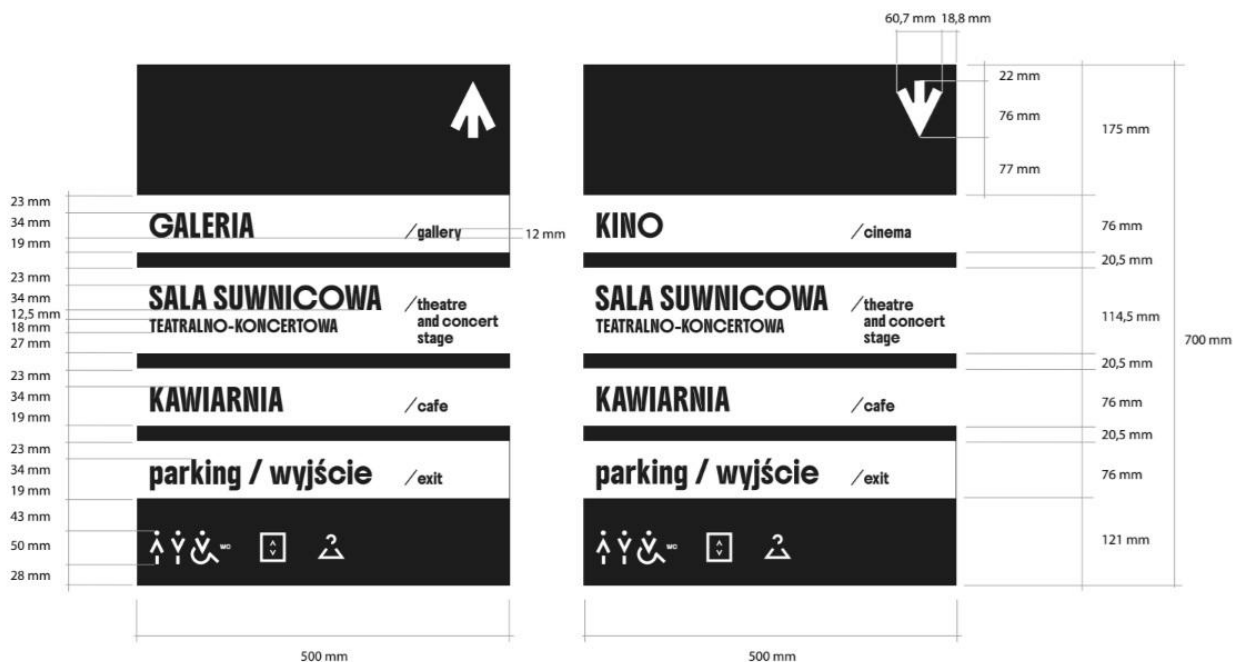 60,7 mm 18,8 mm
22 mm
76 mm
77 mm
175 mm
700 mm
23 mm
34 mm
19 mm
GALERIA /gallery
12 mm
KINO /cinema
76 mm
20,5 mm
23 mm
34 mm
12,5 mm
18 mm
27 mm
SALA SUWNICOWA
TEATRALNO-KONCERTOWA
/theatre
and concert
stage
SALA SUWNICOWA
TEATRALNO-KONCERTOWA
/theatre
and concert
stage
114,5 mm
20,5 mm
23 mm
34 mm
19 mm
KAWIARNIA /cafe
KAWIARNIA /cafe
76 mm
20,5 mm
23 mm
34 mm
19 mm
parking / wyjście /exit
parking / wyjście /exit
76 mm
43 mm
50 mm
28 mm
WC
WC
121 mm
500 mm
500 mm